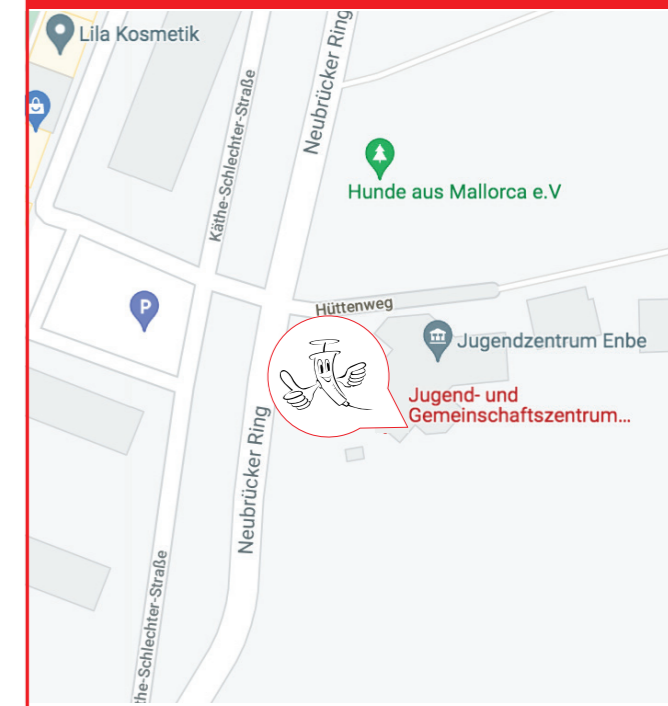 Lila Kosmetik
Neubrücker Ring
Käthe-Schlechter-Straße
Hunde aus Mallorca e.V
P
Hüttenweg
Jugendzentrum Enbe
Jugend- und
Gemeinschaftszentrum...
Neubrücker Ring
the-Schlechter-Straße